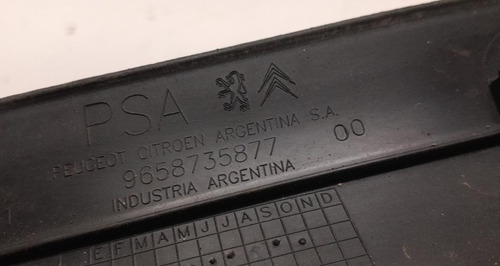 PSA
PEUGEOT CITROEN ARGENTINA S.A.
9658735877 00
INDUSTRIA ARGENTINA
E F M A M J J A S O N D